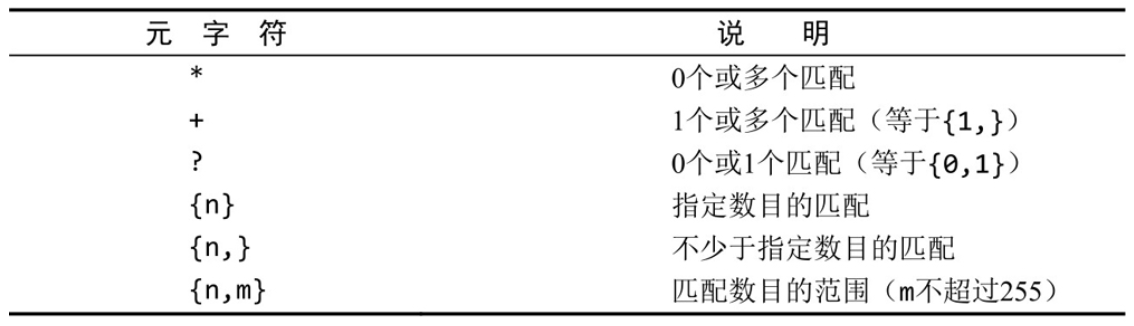 元 字 符 说 明
* 0个或多个匹配
+ 1个或多个匹配（等于{1,}）
? 0个或1个匹配（等于{0,1}）
{n} 指定数目的匹配
{n,} 不少于指定数目的匹配
{n,m} 匹配数目的范围（m不超过255）